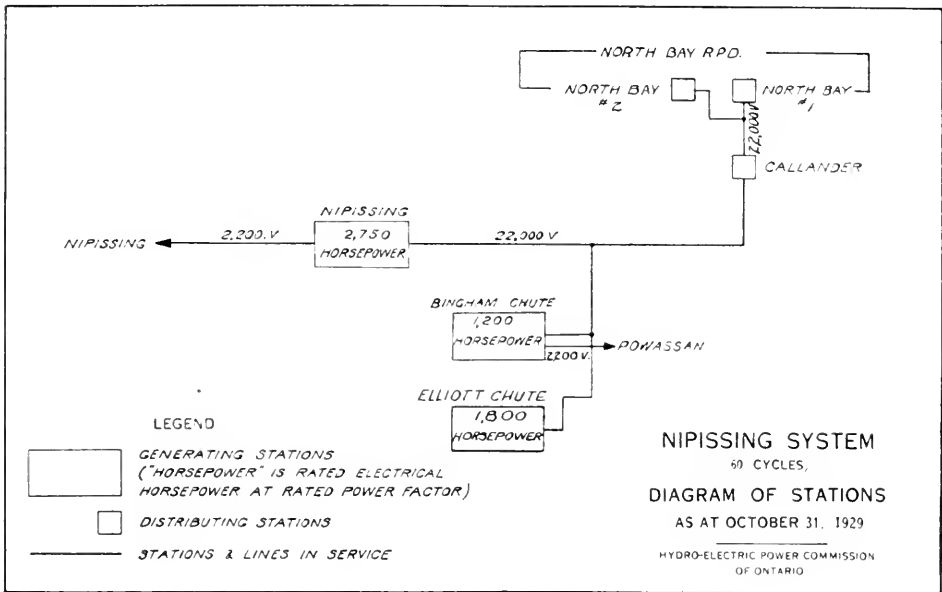 NORTH BAY R.P.D.
NORTH BAY
#2
NORTH BAY
#1
22,000V
CALLANDER
NIPISSING
NIPISSING
2,200. V
2,750
HORSEPOWER
22,000 V
BINGHAM CHUTE
1,200
HORSEPOWER
2200 V.
POWASSAN
ELLIOTT CHUTE
1,800
HORSEPOWER
LEGEND
GENERATING STATIONS
("HORSEPOWER" IS RATED ELECTRICAL
HORSEPOWER AT RATED POWER FACTOR)
DISTRIBUTING STATIONS
STATIONS & LINES IN SERVICE
NIPISSING SYSTEM
60 CYCLES,
DIAGRAM OF STATIONS
AS AT OCTOBER 31, 1929
HYDRO-ELECTRIC POWER COMMISSION
OF ONTARIO